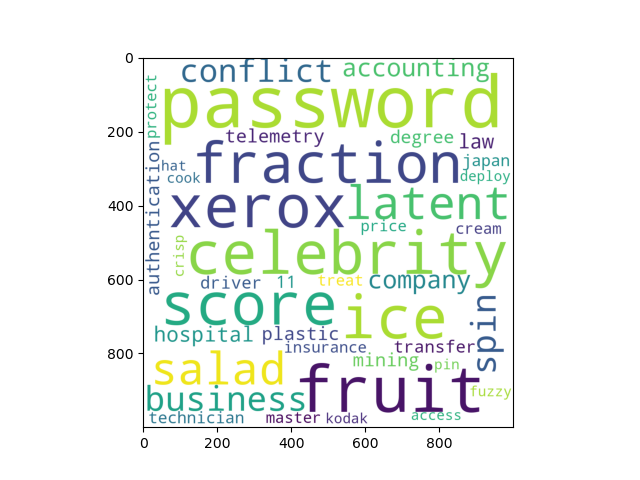 0
conflict accounting
protect password
200
telemetry degree law
authentication hat fraction japan
cook deploy
400
xerox latent
price cream
crisp celebrity
600
driver 11 treat company
score ice spin
hospital plastic
insurance transfer
800
salad mining pin
fruit fuzzy
business
technician master kodak access
0 200 400 600 800